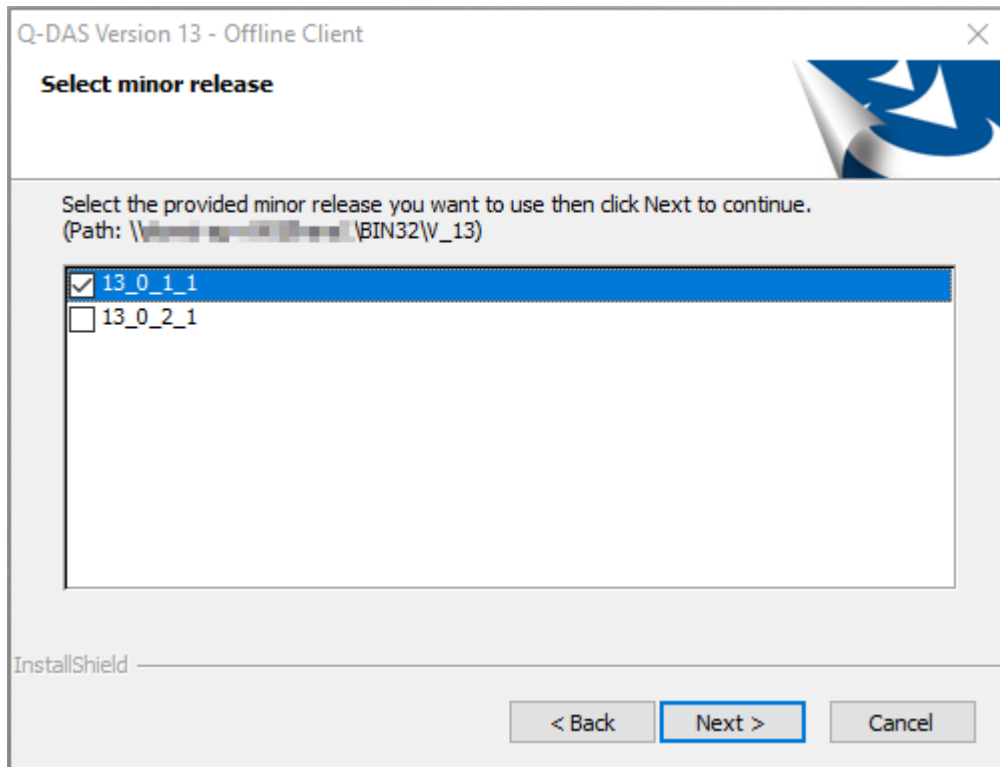 Q-DAS Version 13 - Offline Client
Select minor release
Select the provided minor release you want to use then click Next to continue.
(Path: \\ \BIN32\V_13)
13_0_1_1
13_0_2_1
InstallShield
< Back Next > Cancel